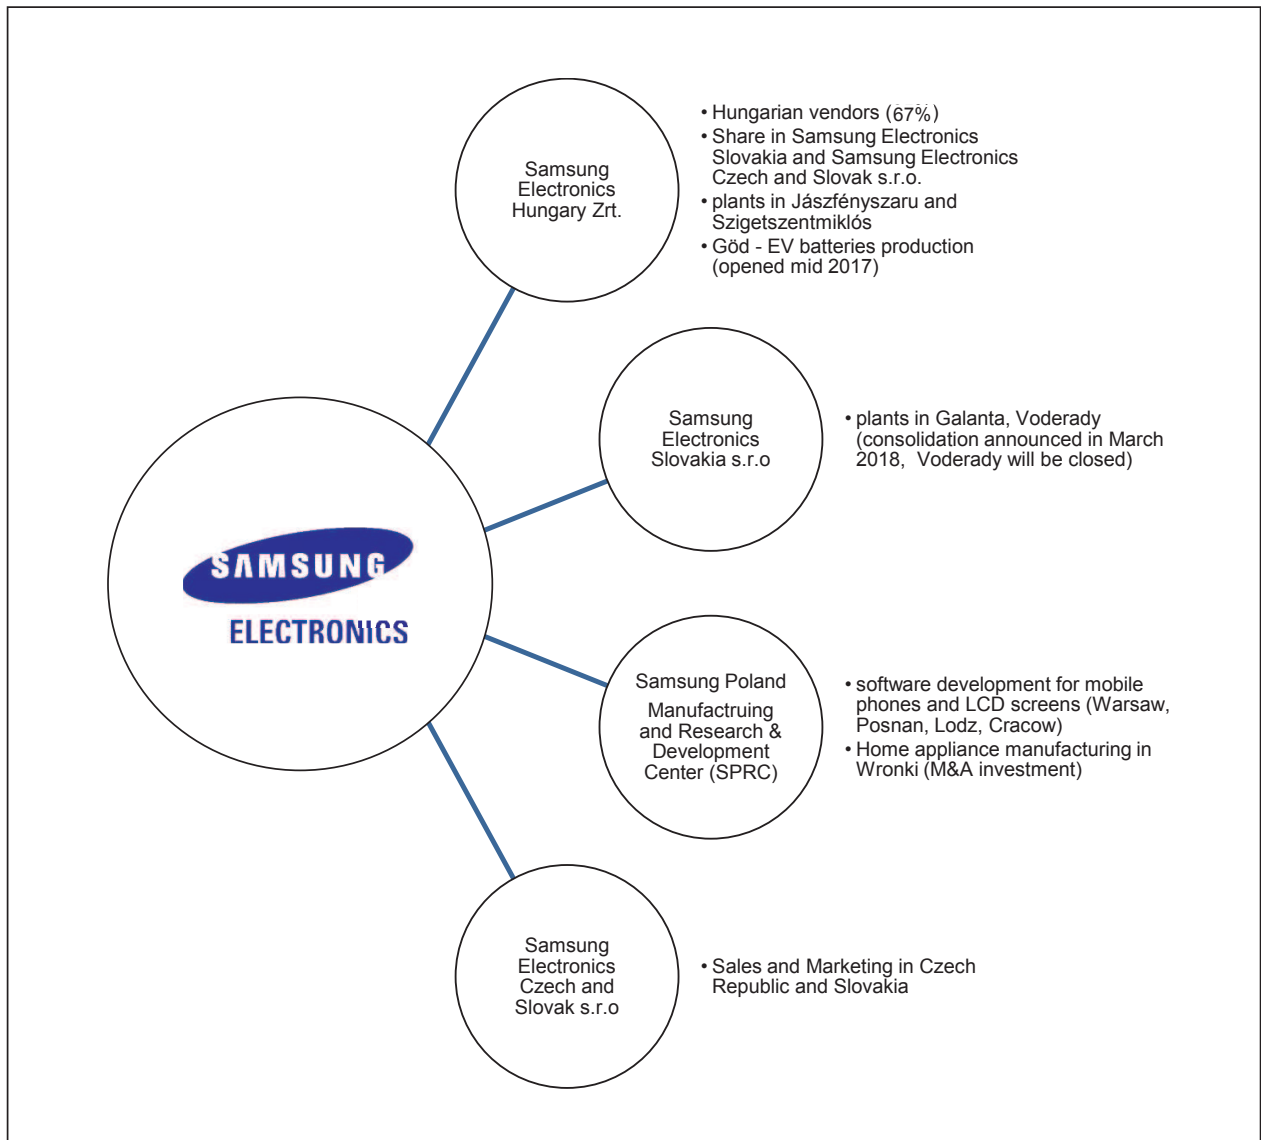 Samsung
Electronics
Hungary Zrt.
• Hungarian vendors (67%)
• Share in Samsung Electronics
Slovakia and Samsung Electronics
Czech and Slovak s.r.o.
• plants in Jászfényszaru and
Szigetszentmiklós
• Göd - EV batteries production
(opened mid 2017)
Samsung
Electronics
Slovakia s.r.o
• plants in Galanta, Voderady
(consolidation announced in March
2018, Voderady will be closed)
SAMSUNG
ELECTRONICS
Samsung Poland
Manufactruing
and Research &
Development
Center (SPRC)
• software development for mobile
phones and LCD screens (Warsaw,
Posnan, Lodz, Cracow)
• Home appliance manufacturing in
Wronki (M&A investment)
Samsung
Electronics
Czech and
Slovak s.r.o
• Sales and Marketing in Czech
Republic and Slovakia